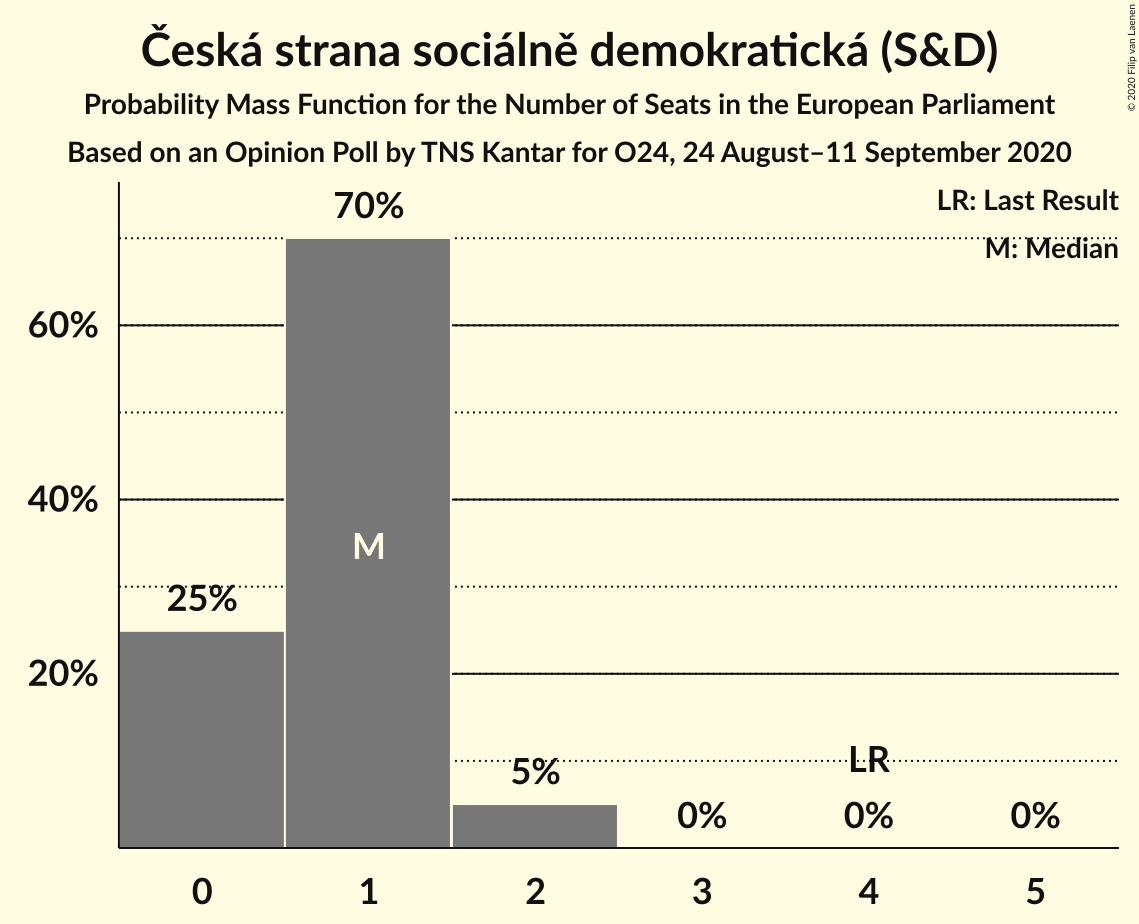 Česká strana sociálně demokratická (S&D)
Probability Mass Function for the Number of Seats in the European Parliament
Based on an Opinion Poll by TNS Kantar for O24, 24 August–11 September 2020
© 2020 Filip van Laenen
LR: Last Result
M: Median
70%
60%
40%
M
25%
20%
LR
5%
0% 0% 0%
0 1 2 3 4 5